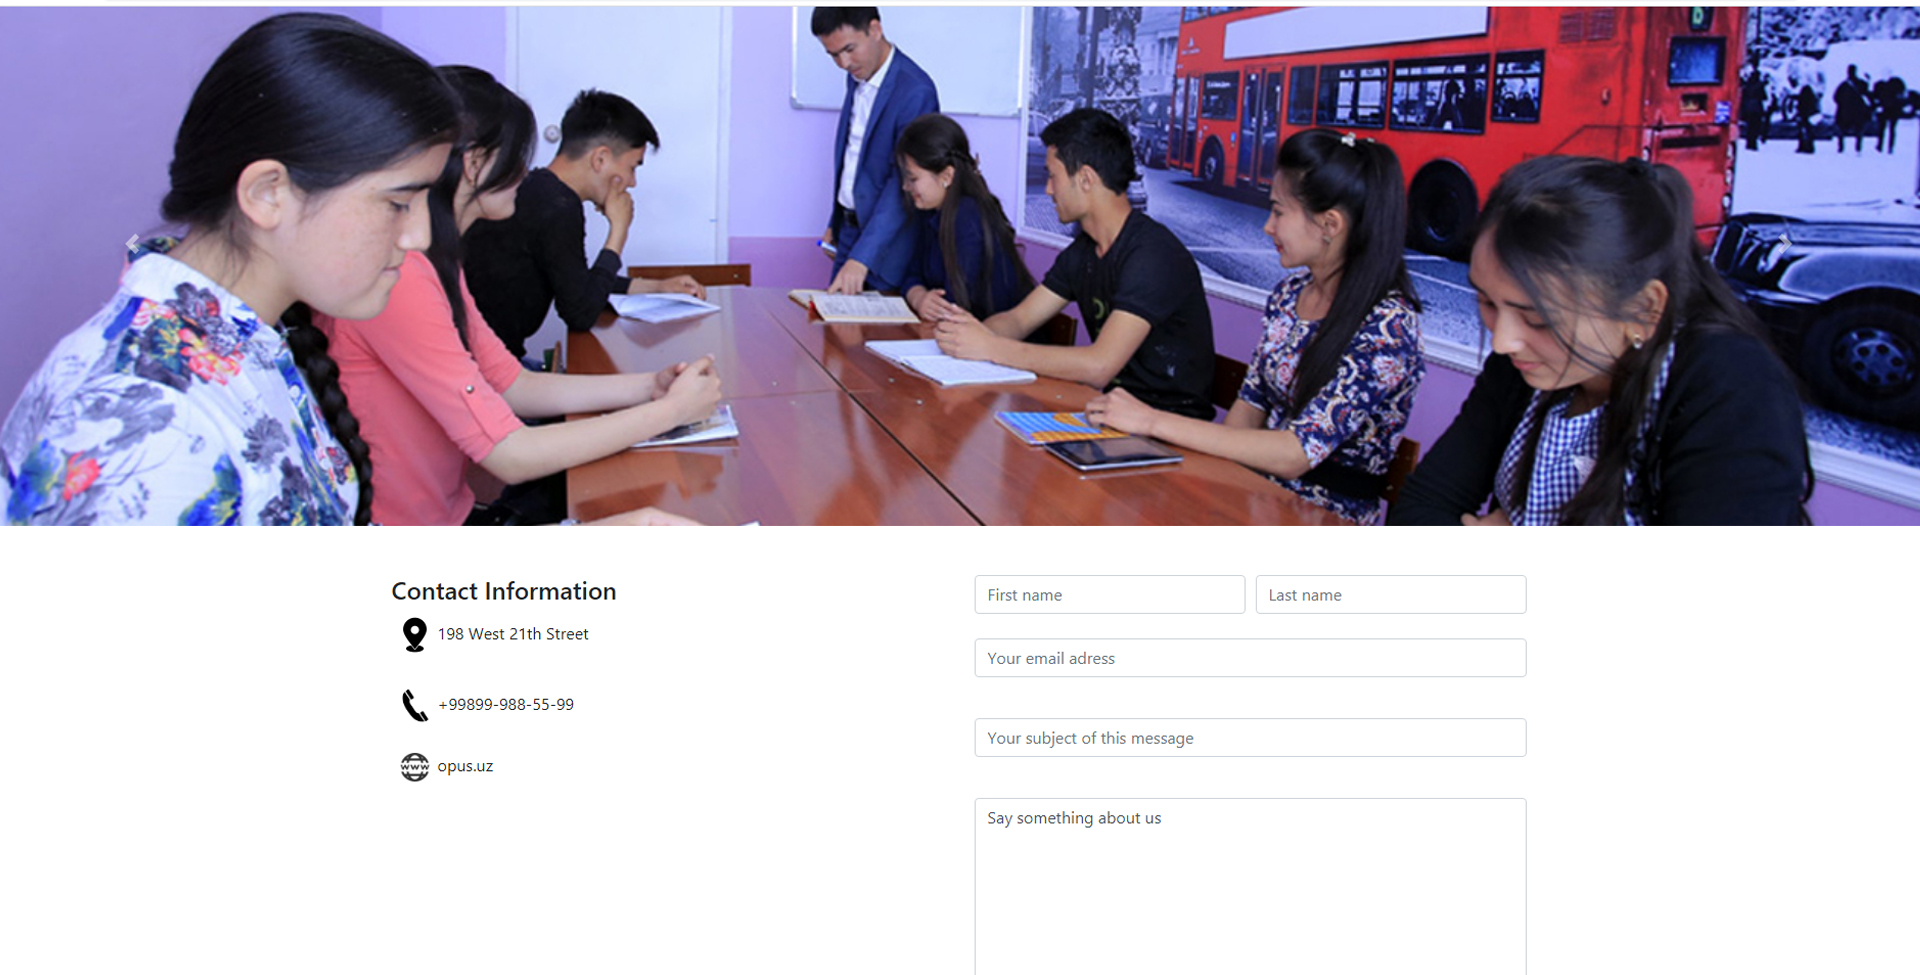 Contact Information
198 West 21th Street
+99899-988-55-99
www
opus.uz
First name
Last name
Your email adress
Your subject of this message
Say something about us